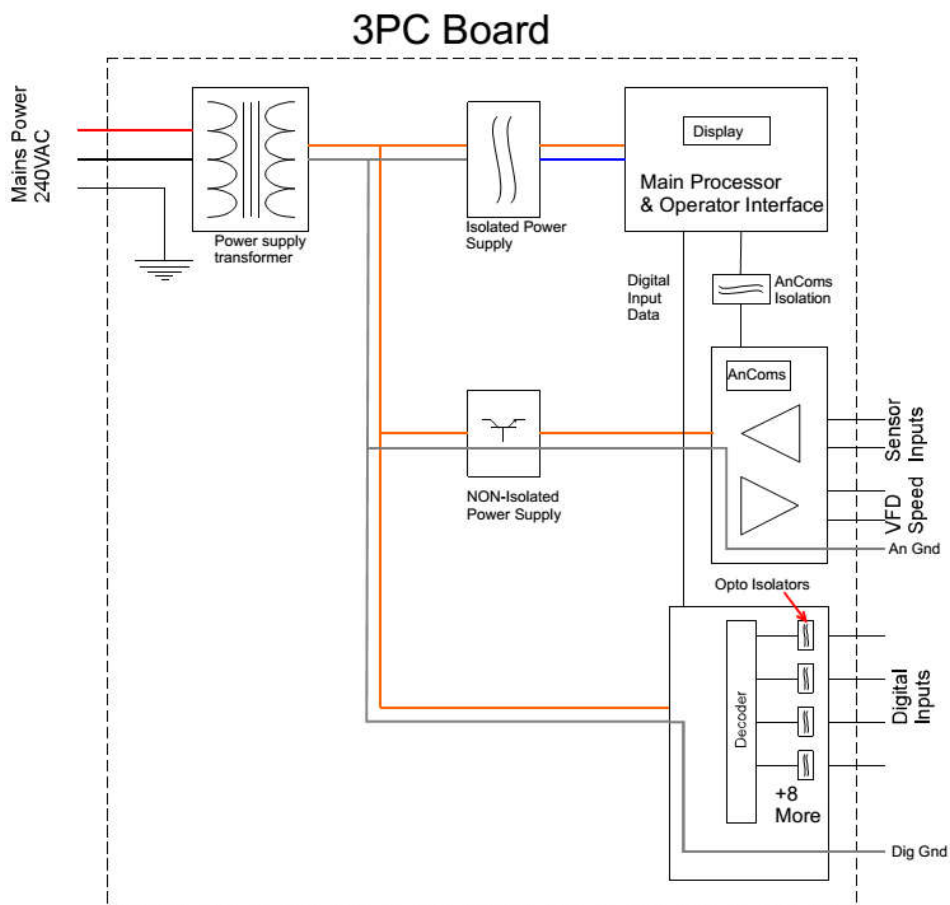 3PC Board
Mains Power
240VAC
Power supply
transformer
Isolated Power
Supply
Display
Main Processor
& Operator Interface
Digital
Input
Data
AnComs
Isolation
AnComs
Sensor
Inputs
VFD
Speed
An Gnd
NON-Isolated
Power Supply
Opto Isolators
Decoder
+8
More
Digital
Inputs
Dig Gnd